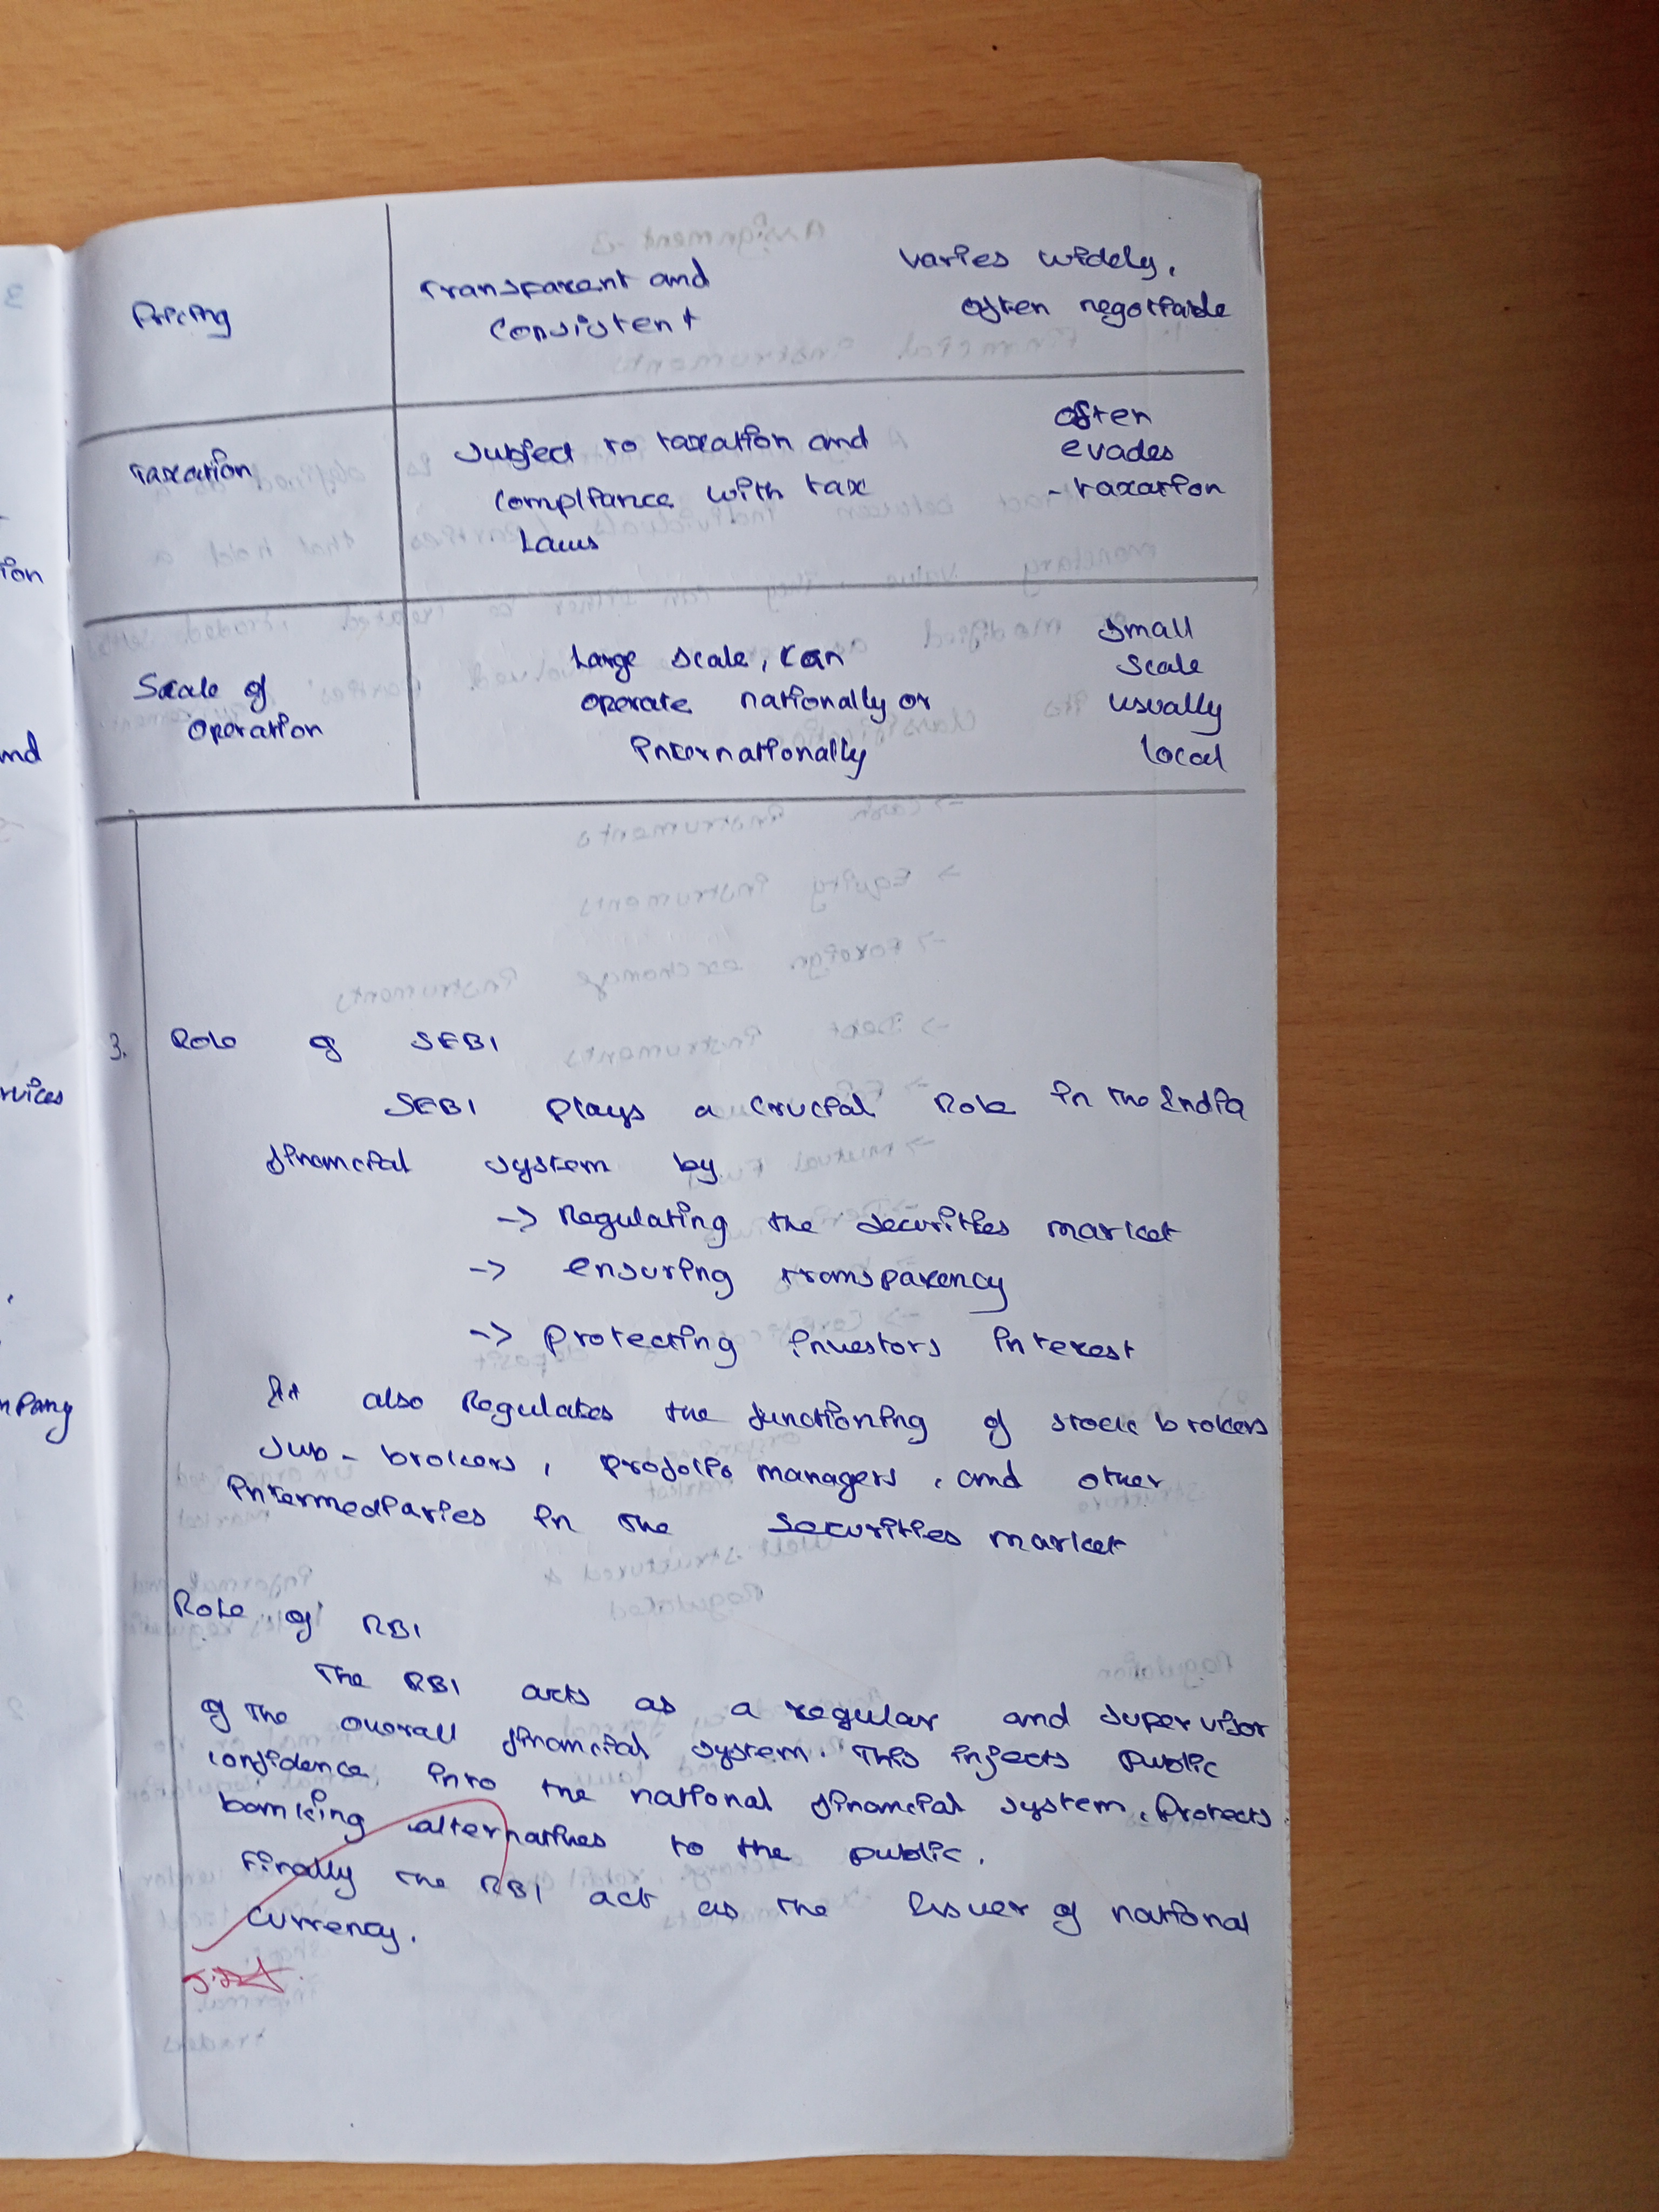 Pricing
Transparent and
Consistent
varies widely,
often negotiable
Taxation
Subject to taxation and
compliance with tax
Laws
often
evades
-taxation
Scale of
Operation
Large scale, can
operate nationally or
internationally
Small
Scale
usually
local
3. Role of SEBI
SEBI plays a crucial Role in the India
financial system by
-> Regulating the securities market
-> ensuring transparency
-> protecting investors interest
It also Regulates the functioning of stock brokers
sub-brokers, managers, and other
intermediaries in the Securities market
Role of RBI
The RBI acts as a regular and supervisor
of the overall financial system. This injects public
confidence into the national financial system, Protects
banking alternatives to the public.
Finally the RBI act as the issuer of national
currency.
ion
nd
rvices
mpany